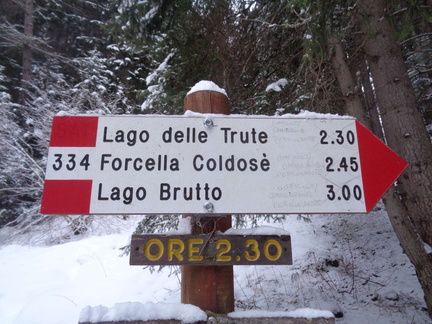 Lago delle Trute 2.30
334 Forcella Coldosè 2.45
Lago Brutto 3.00
ORE 2.30